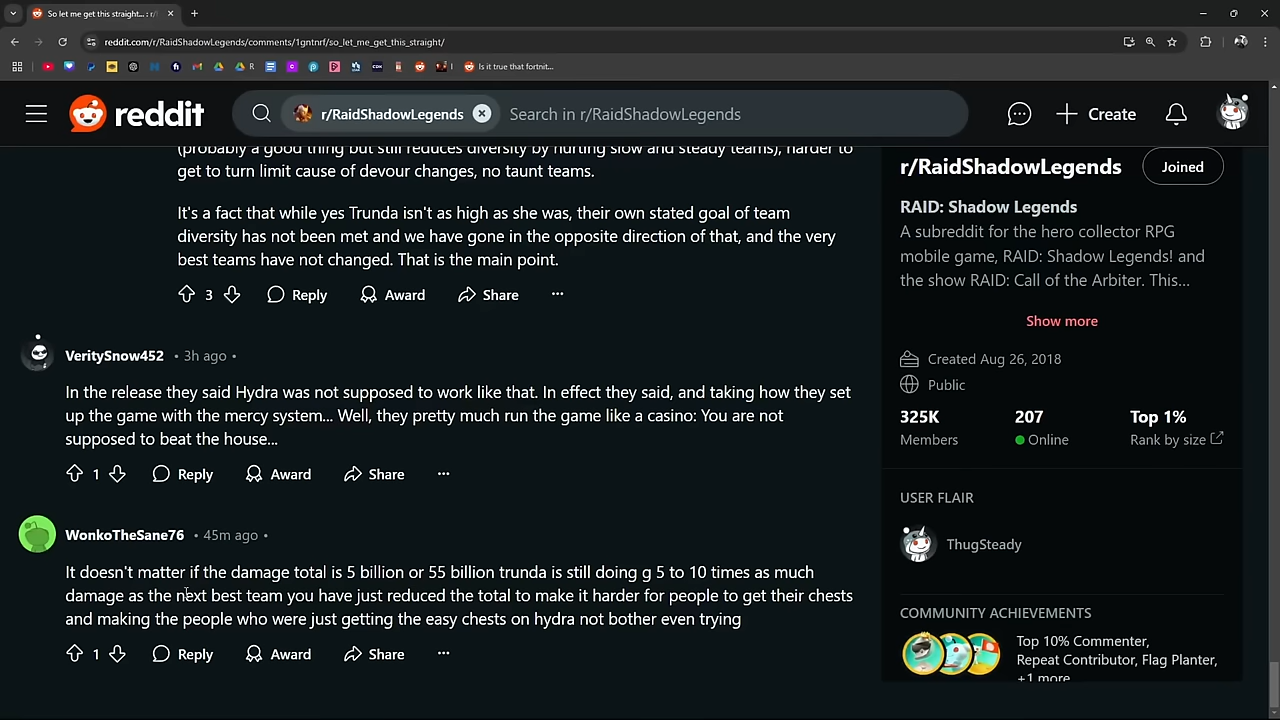 So let me get this straight... : r/
reddit.com/r/RaidShadowLegends/comments/1gntnrf/so_let_me_get_this_straight/
Is it true that fortnit...
reddit
r/RaidShadowLegends
Search in r/RaidShadowLegends
Create
(probably a good thing but still reduces diversity by hurting slow and steady teams), harder to
get to turn limit cause of devour changes, no taunt teams.
It's a fact that while yes Trunda isn't as high as she was, their own stated goal of team
diversity has not been met and we have gone in the opposite direction of that, and the very
best teams have not changed. That is the main point.
3
Reply
Award
Share
VeritySnow452 • 3h ago •
In the release they said Hydra was not supposed to work like that. In effect they said, and taking how they set
up the game with the mercy system... Well, they pretty much run the game like a casino: You are not
supposed to beat the house...
1
Reply
Award
Share
WonkoTheSane76 • 45m ago •
It doesn't matter if the damage total is 5 billion or 55 billion trunda is still doing g 5 to 10 times as much
damage as the next best team you have just reduced the total to make it harder for people to get their chests
and making the people who were just getting the easy chests on hydra not bother even trying
1
Reply
Award
Share
r/RaidShadowLegends
Joined
RAID: Shadow Legends
A subreddit for the hero collector RPG
mobile game, RAID: Shadow Legends! and
the show RAID: Call of the Arbiter. This...
Show more
Created Aug 26, 2018
Public
325K
207
Top 1%
Members
Online
Rank by size
USER FLAIR
ThugSteady
COMMUNITY ACHIEVEMENTS
Top 10% Commenter,
Repeat Contributor, Flag Planter,
+1 more